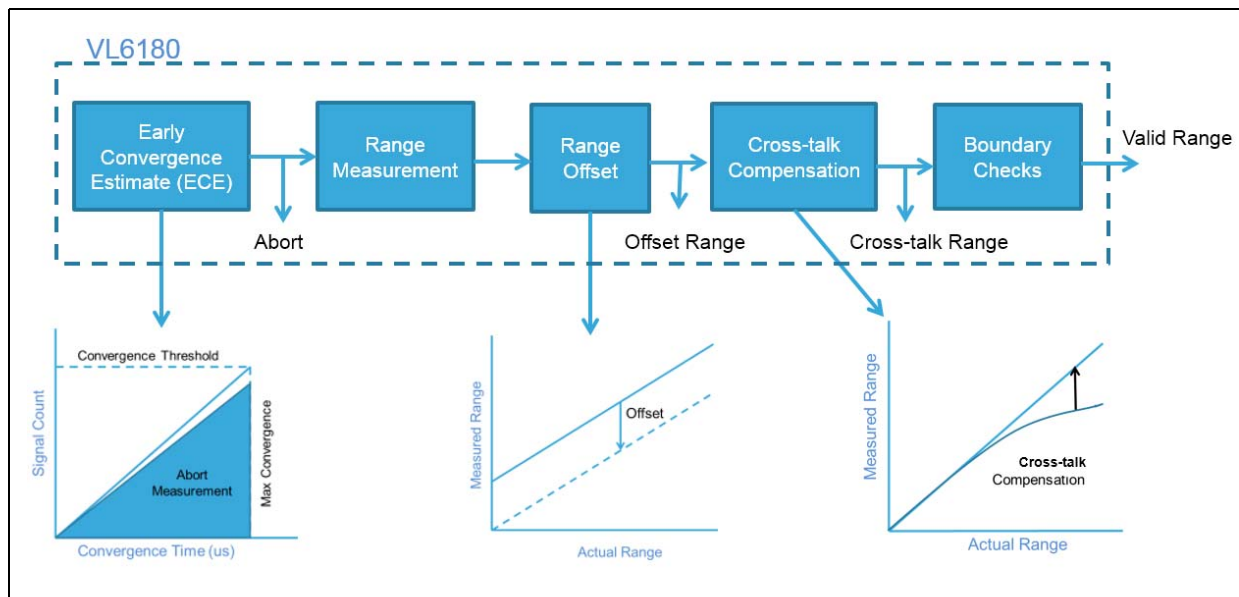 VL6180
Early
Convergence
Estimate (ECE)
Range
Measurement
Range
Offset
Cross-talk
Compensation
Boundary
Checks
Valid Range
Abort
Offset Range
Cross-talk Range
Convergence Threshold
Signal Count
Abort
Measurement
Max Convergence
Convergence Time (us)
Measured Range
Offset
Actual Range
Measured Range
Cross-talk
Compensation
Actual Range